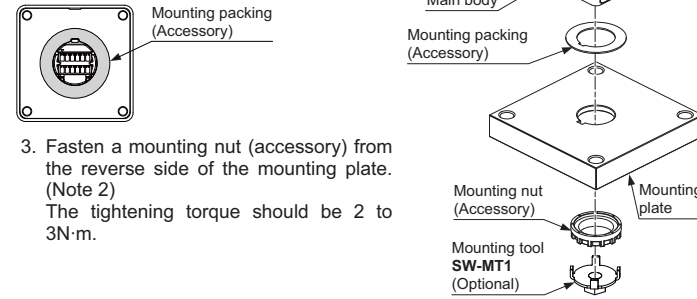 Mounting packing
(Accessory)
3. Fasten a mounting nut (accessory) from
the reverse side of the mounting plate.
(Note 2)
The tightening torque should be 2 to
3N·m.
Main body
Mounting packing
(Accessory)
Mounting
plate
Mounting nut
(Accessory)
Mounting tool
SW-MT1
(Optional)